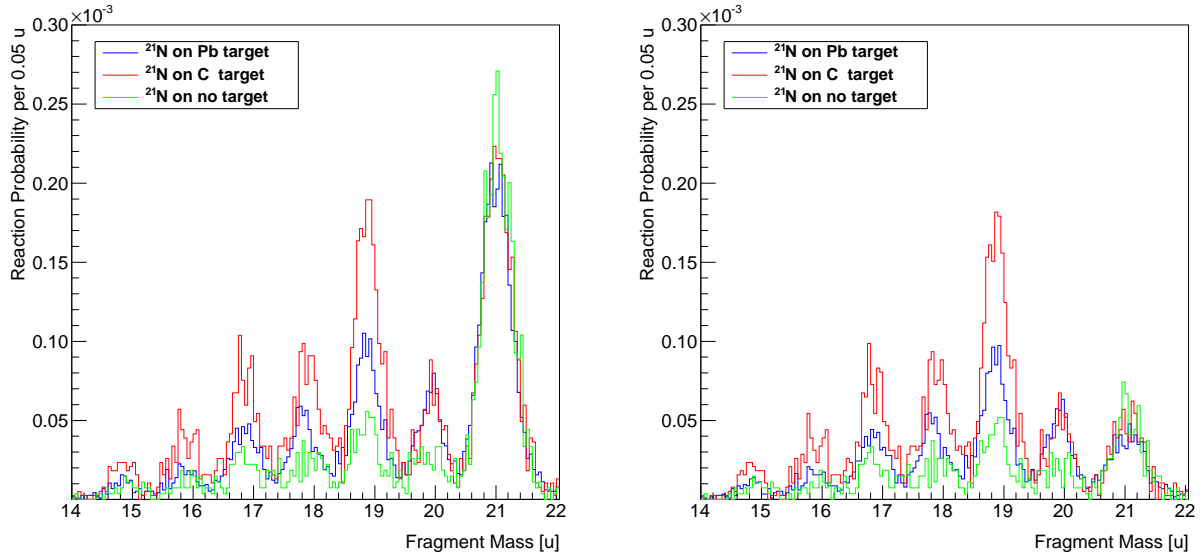 ×10⁻³
0.30
0.25
0.20
0.15
0.10
0.05
Reaction Probability per 0.05 u
²¹N on Pb target
²¹N on C target
²¹N on no target
14 15 16 17 18 19 20 21 22
Fragment Mass [u]
×10⁻³
0.30
0.25
0.20
0.15
0.10
0.05
Reaction Probability per 0.05 u
²¹N on Pb target
²¹N on C target
²¹N on no target
14 15 16 17 18 19 20 21 22
Fragment Mass [u]